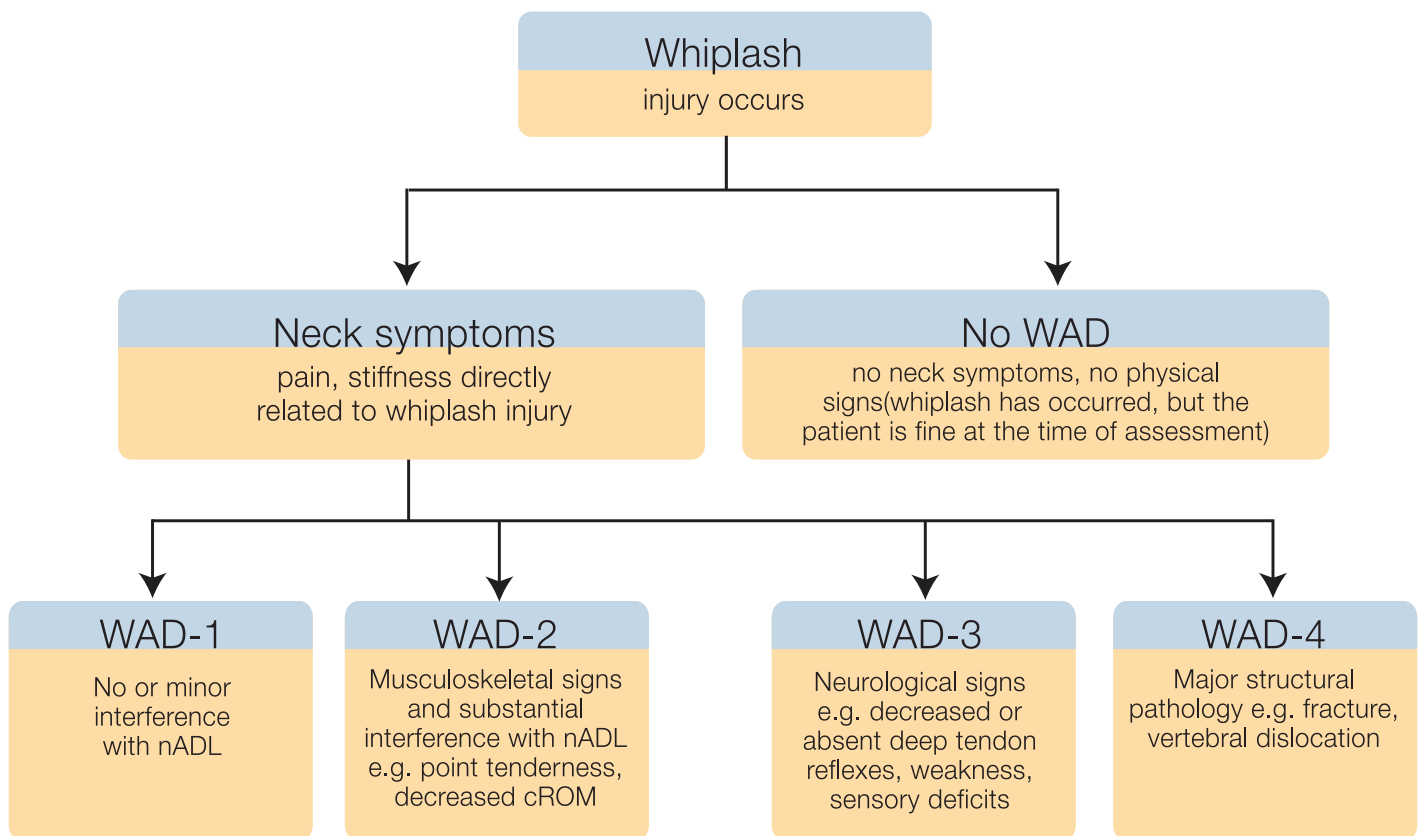 Whiplash
injury occurs
Neck symptoms
pain, stiffness directly
related to whiplash injury
No WAD
no neck symptoms, no physical
signs(whiplash has occurred, but the
patient is fine at the time of assessment)
WAD-1
No or minor
interference
with nADL
WAD-2
Musculoskeletal signs
and substantial
interference with nADL
e.g. point tenderness,
decreased cROM
WAD-3
Neurological signs
e.g. decreased or
absent deep tendon
reflexes, weakness,
sensory deficits
WAD-4
Major structural
pathology e.g. fracture,
vertebral dislocation